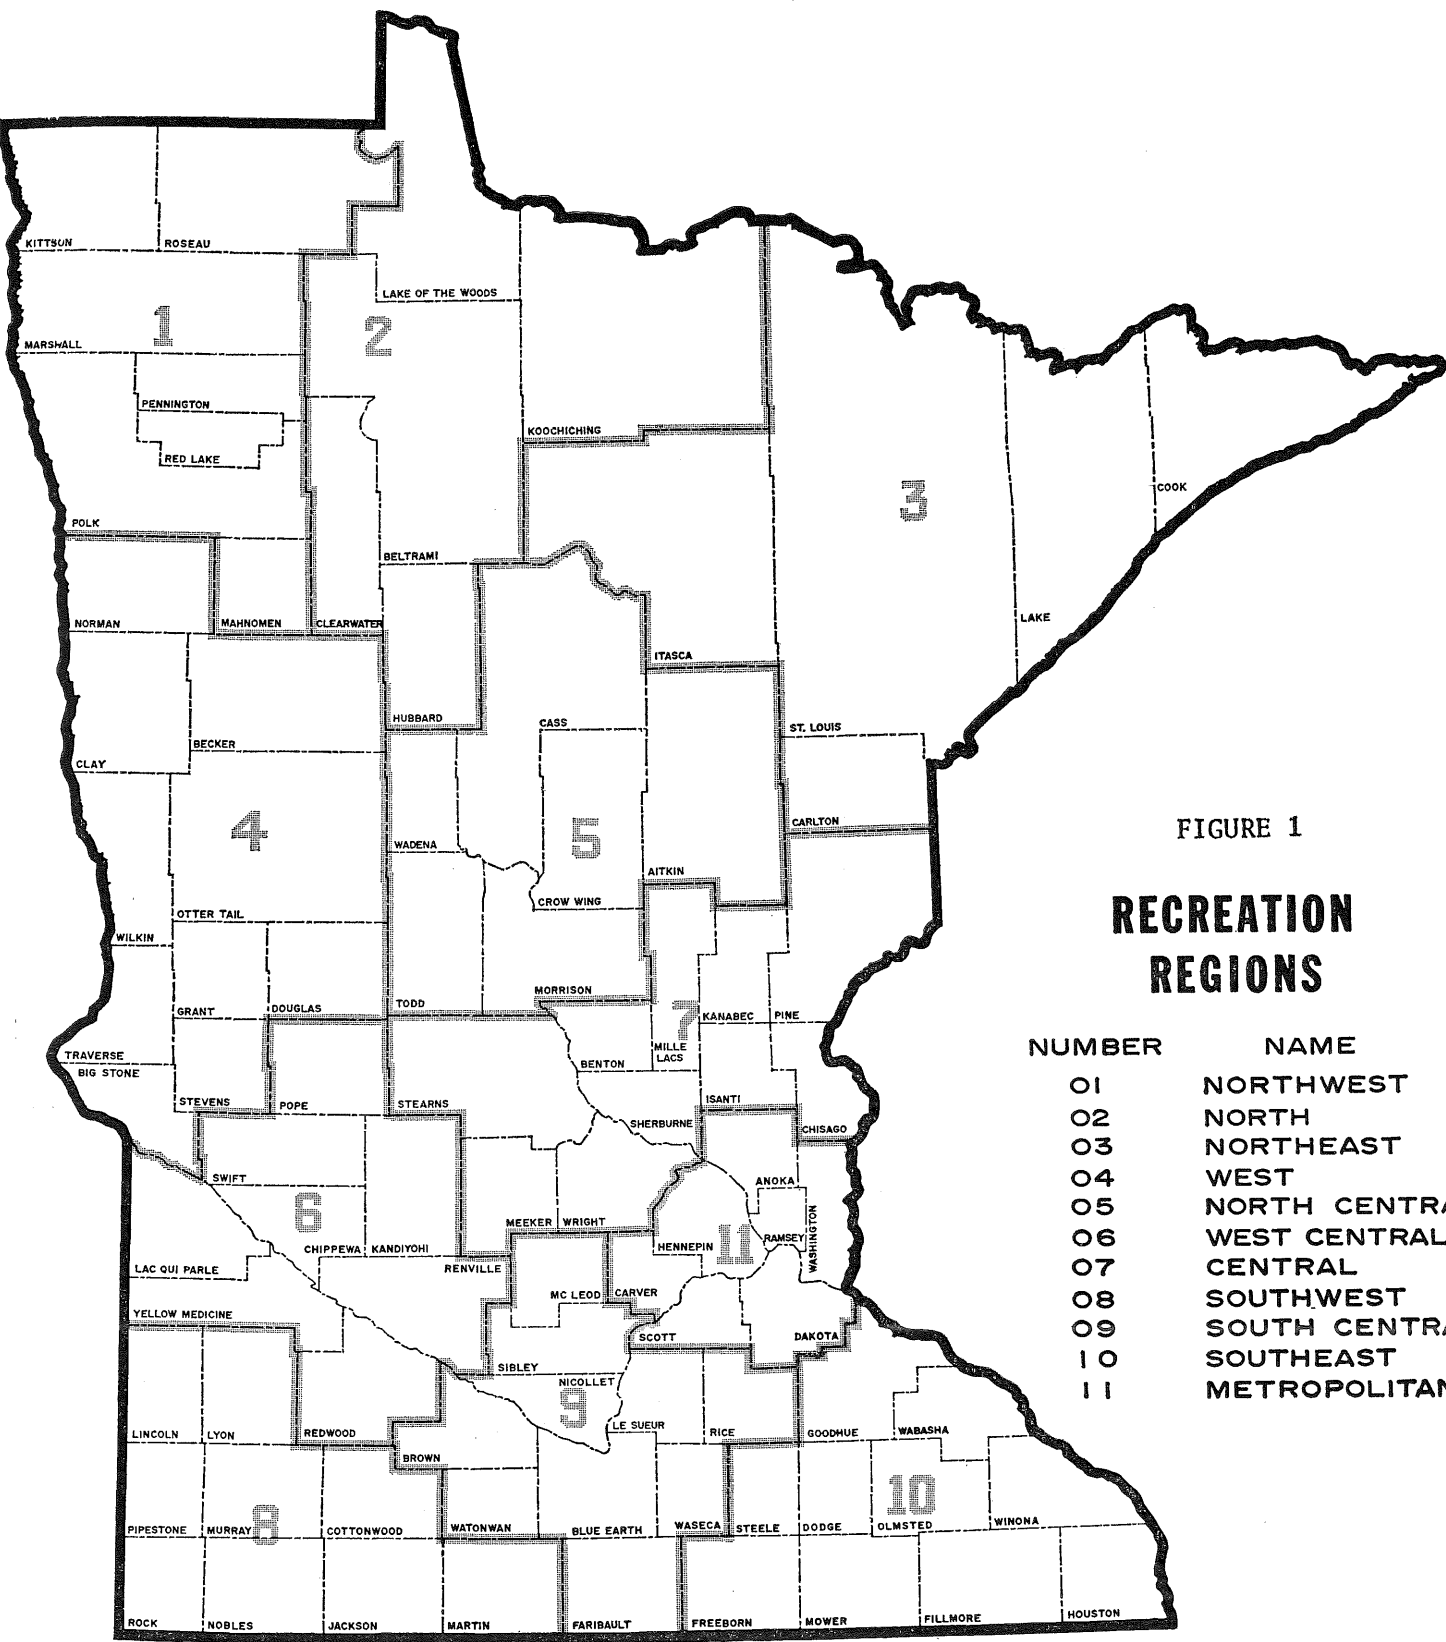 KITTSON
ROSEAU
LAKE OF THE WOODS
1
2
MARSHALL
PENNINGTON
KOOCHICHING
RED LAKE
3
COOK
POLK
BELTRAMI
LAKE
NORMAN
MAHNOMEN
CLEARWATER
ITASCA
HUBBARD
CASS
ST. LOUIS
BECKER
CLAY
4
5
CARLTON
WADENA
AITKIN
CROW WING
OTTER TAIL
WILKIN
MORRISON
TODD
DOUGLAS
GRANT
7
KANABEC
PINE
MILLE
LACS
TRAVERSE
BENTON
BIG STONE
STEVENS
POPE
STEARNS
ISANTI
SHERBURNE
CHISAGO
SWIFT
ANOKA
6
MEEKER
WRIGHT
11
RAMSEY
WASHINGTON
CHIPPEWA
KANDIYOHI
HENNEPIN
LAC QUI PARLE
RENVILLE
MC LEOD
CARVER
YELLOW MEDICINE
SCOTT
DAKOTA
SIBLEY
NICOLLET
9
LE SUEUR
LINCOLN
LYON
REDWOOD
RICE
GOODHUE
WABASHA
BROWN
10
8
PIPESTONE
MURRAY
COTTONWOOD
WATONWAN
BLUE EARTH
WASECA
STEELE
DODGE
OLMSTED
WINONA
ROCK
NOBLES
JACKSON
MARTIN
FARIBAULT
FREEBORN
MOWER
FILLMORE
HOUSTON
FIGURE 1
RECREATION
REGIONS
NUMBER NAME
01 NORTHWEST
02 NORTH
03 NORTHEAST
04 WEST
05 NORTH CENTRA
06 WEST CENTRAL
07 CENTRAL
08 SOUTHWEST
09 SOUTH CENTRA
10 SOUTHEAST
11 METROPOLITAN